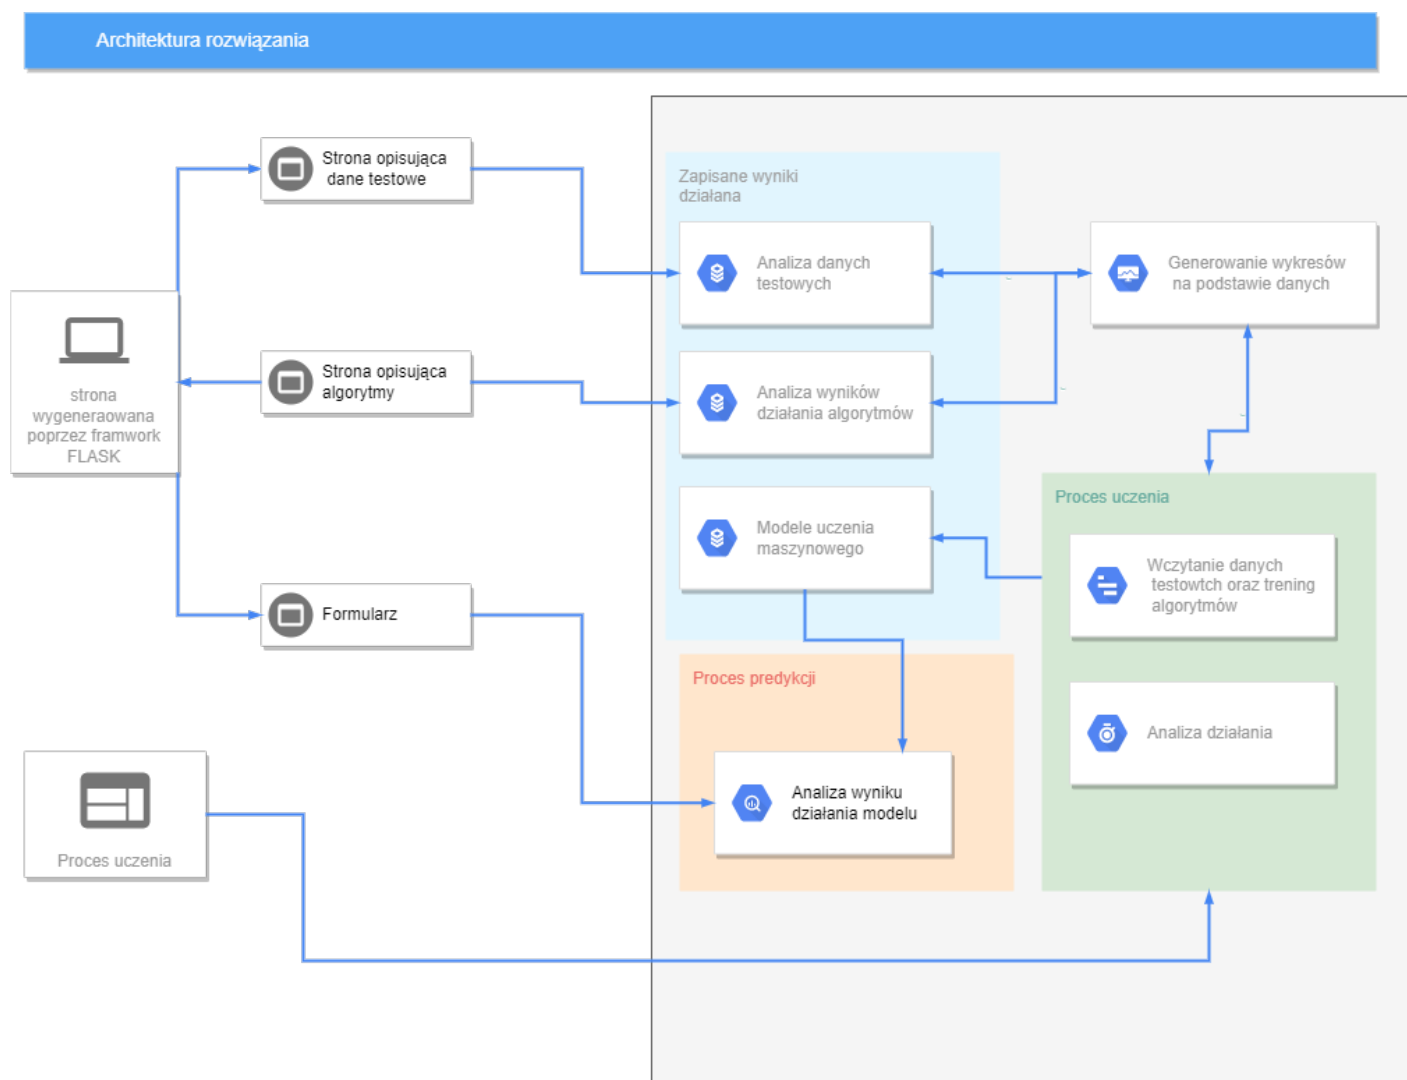 Architektura rozwiązania
Strona opisująca
dane testowe
Strona opisująca
algorytmy
strona
wygeneraowana
poprzez framwork
FLASK
Formularz
Proces uczenia
Zapisane wyniki
działana
Analiza danych
testowych
Analiza wyników
działania algorytmów
Modele uczenia
maszynowego
Generowanie wykresów
na podstawie danych
Proces uczenia
Wczytanie danych
testowtch oraz trening
algorytmów
Analiza działania
Proces predykcji
Analiza wyniku
działania modelu